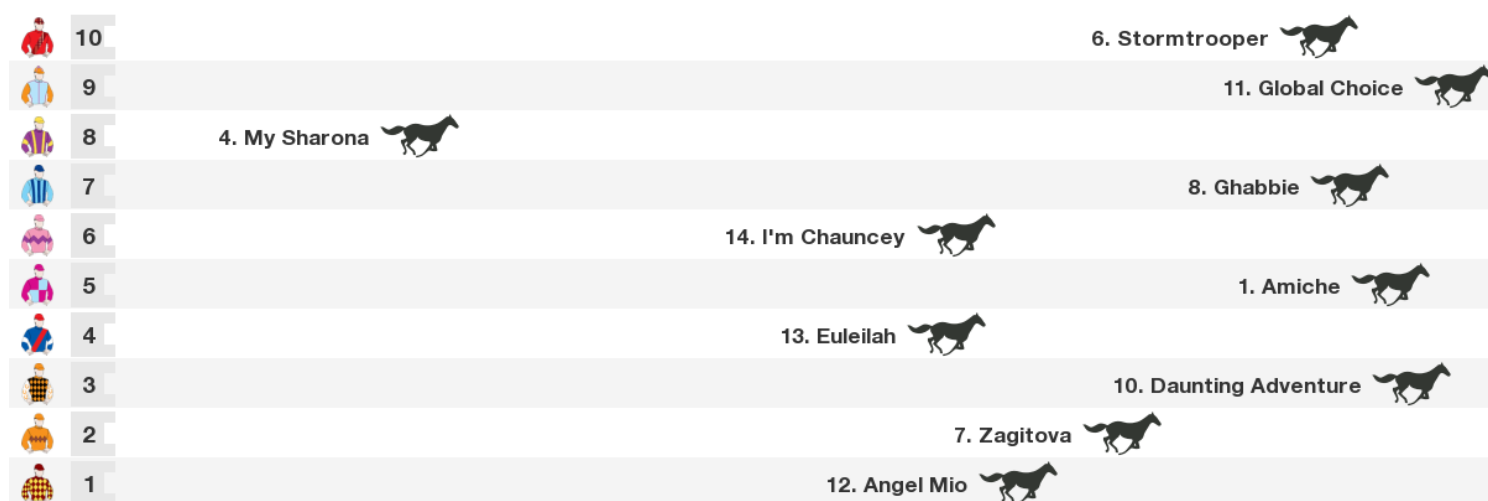 10 6. Stormtrooper
9 11. Global Choice
8 4. My Sharona
7 8. Ghabbie
6 14. I'm Chauncey
5 1. Amiche
4 13. Euleilah
3 10. Daunting Adventure
2 7. Zagitova
1 12. Angel Mio